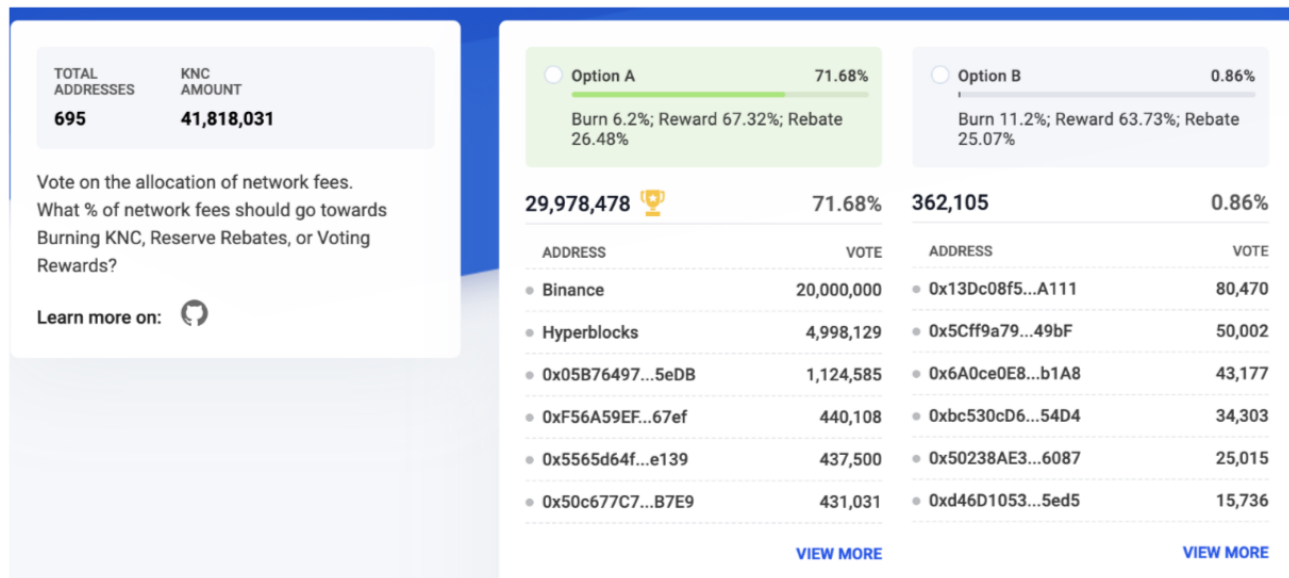 TOTAL ADDRESSES
695
KNC AMOUNT
41,818,031
Vote on the allocation of network fees.
What % of network fees should go towards
Burning KNC, Reserve Rebates, or Voting
Rewards?
Learn more on:
Option A 71.68%
Burn 6.2%; Reward 67.32%; Rebate
26.48%
29,978,478 71.68%
ADDRESS VOTE
Binance 20,000,000
Hyperblocks 4,998,129
0x05B76497...5eDB 1,124,585
0xF56A59EF...67ef 440,108
0x5565d64f...e139 437,500
0x50c677C7...B7E9 431,031
VIEW MORE
Option B 0.86%
Burn 11.2%; Reward 63.73%; Rebate
25.07%
362,105 0.86%
ADDRESS VOTE
0x13Dc08f5...A111 80,470
0x5Cff9a79...49bF 50,002
0x6A0ce0E8...b1A8 43,177
0xbc530cD6...54D4 34,303
0x50238AE3...6087 25,015
0xd46D1053...5ed5 15,736
VIEW MORE